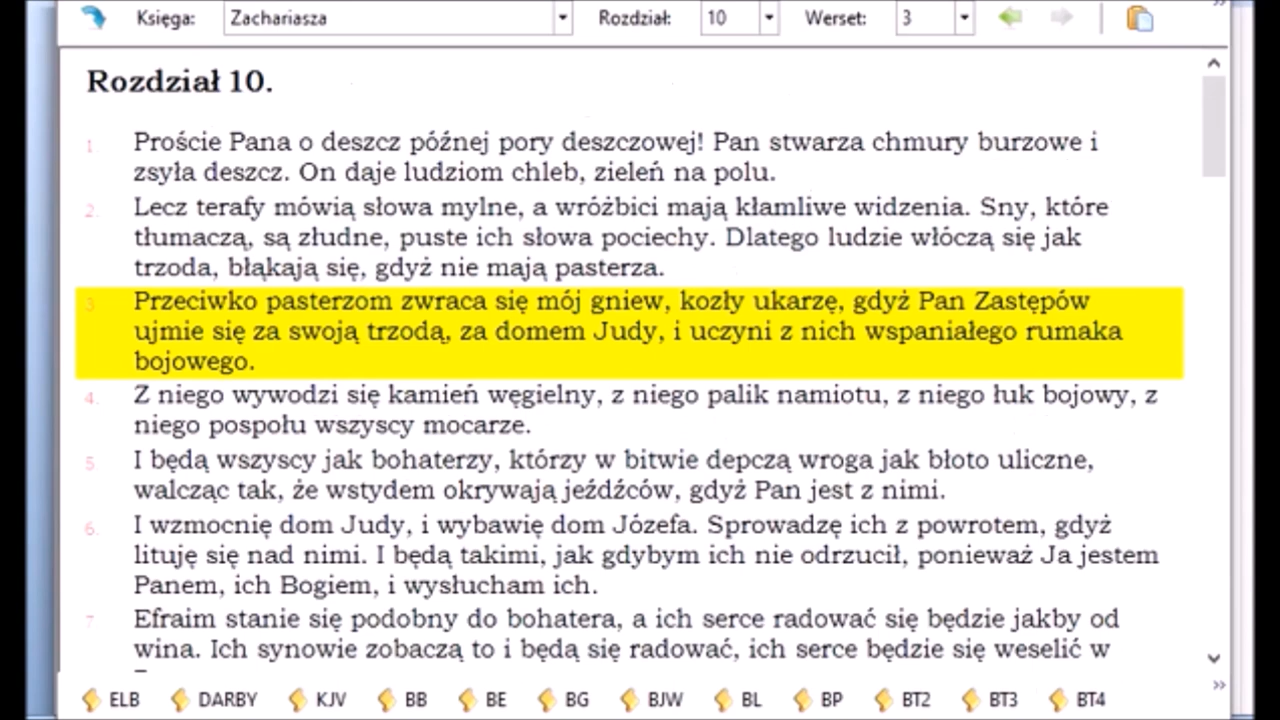 Księga: Zachariasza Rozdział: 10 Werset: 3
Rozdział 10.
1. Proście Pana o deszcz późnej pory deszczowej! Pan stwarza chmury burzowe i
zsyła deszcz. On daje ludziom chleb, zieleń na polu.
2. Lecz terafy mówią słowa mylne, a wróżbici mają kłamliwe widzenia. Sny, które
tłumaczą, są złudne, puste ich słowa pociechy. Dlatego ludzie włóczą się jak
trzoda, błąkają się, gdyż nie mają pasterza.
3 Przeciwko pasterzom zwraca się mój gniew, kozły ukarzę, gdyż Pan Zastępów
ujmie się za swoją trzodą, za domem Judy, i uczyni z nich wspaniałego rumaka
bojowego.
4. Z niego wywodzi się kamień węgielny, z niego palik namiotu, z niego łuk bojowy, z
niego pospołu wszyscy mocarze.
5. I będą wszyscy jak bohaterzy, którzy w bitwie depczą wroga jak błoto uliczne,
walcząc tak, że wstydem okrywają jeźdźców, gdyż Pan jest z nimi.
6. I wzmocnię dom Judy, i wybawię dom Józefa. Sprowadzę ich z powrotem, gdyż
lituję się nad nimi. I będą takimi, jak gdybym ich nie odrzucił, ponieważ Ja jestem
Panem, ich Bogiem, i wysłucham ich.
7. Efraim stanie się podobny do bohatera, a ich serce radować się będzie jakby od
wina. Ich synowie zobaczą to i będą się radować, ich serce będzie się weselić w
ELB DARBY KJV BB BE BG BJW BL BP BT2 BT3 BT4